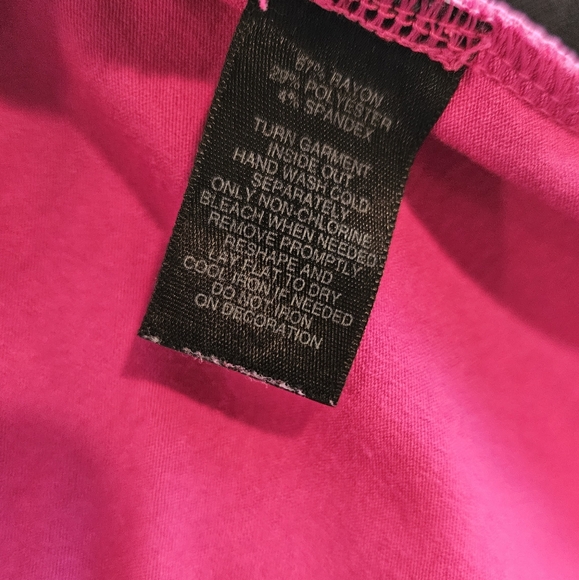 67% RAYON
29% POLYESTER
4% SPANDEX
TURN GARMENT
INSIDE OUT
HAND WASH COLD
SEPARATELY
ONLY NON-CHLORINE
BLEACH WHEN NEEDED
REMOVE PROMPTLY
RESHAPE AND
LAY FLAT TO DRY
COOL IRON IF NEEDED
DO NOT IRON
ON DECORATION